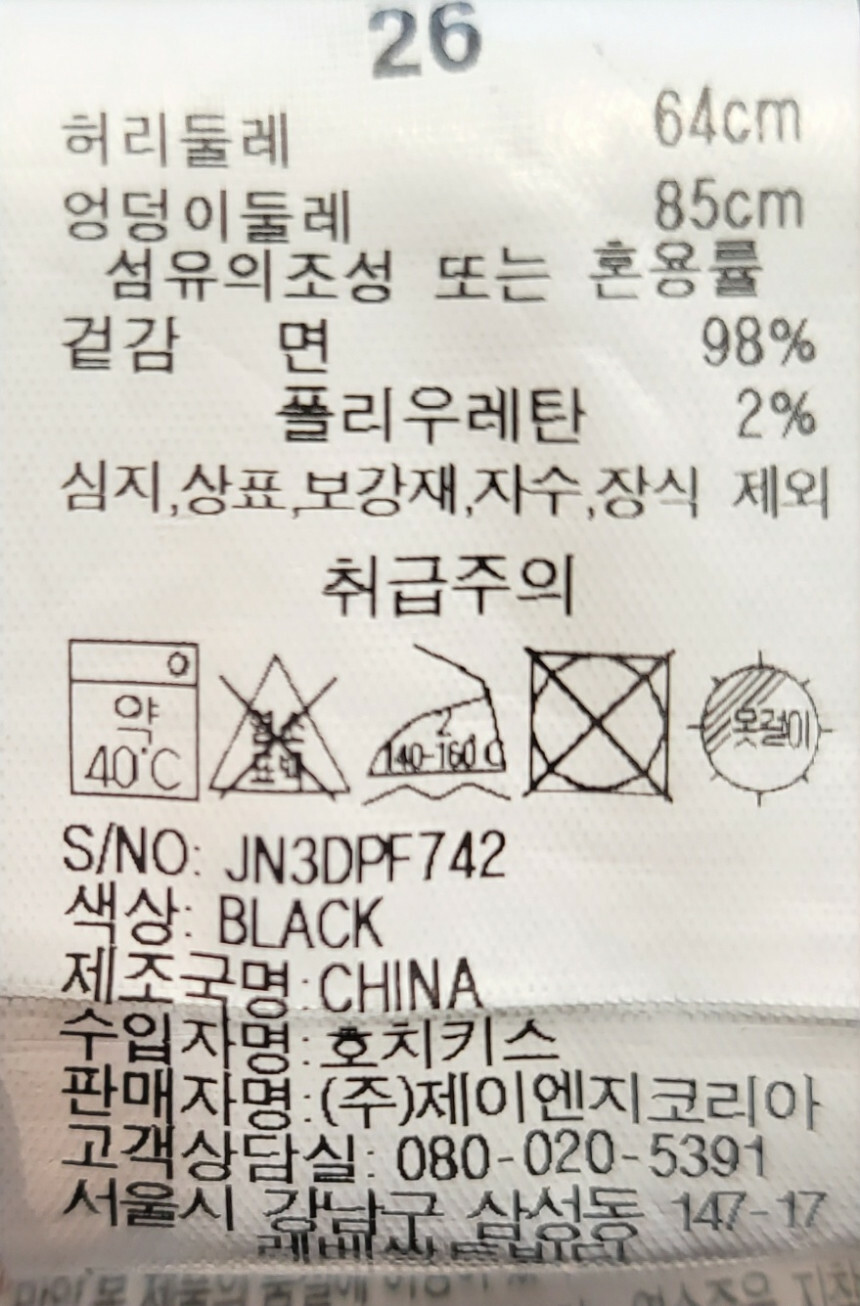 26
허리둘레 64cm
엉덩이둘레 85cm
섬유의조성 또는 혼용률
겉감 면 98%
폴리우레탄 2%
심지,상표,보강재,자수,장식 제외
취급주의
약
40°C
염소
표백
2
140-160°C
옷걸이
S/NO: JN3DPF742
색상: BLACK
제조국명:CHINA
수입자명:호치키스
판매자명:(주)제이엔지코리아
고객상담실: 080-020-5391
서울시 강남구 삼성동 147-17